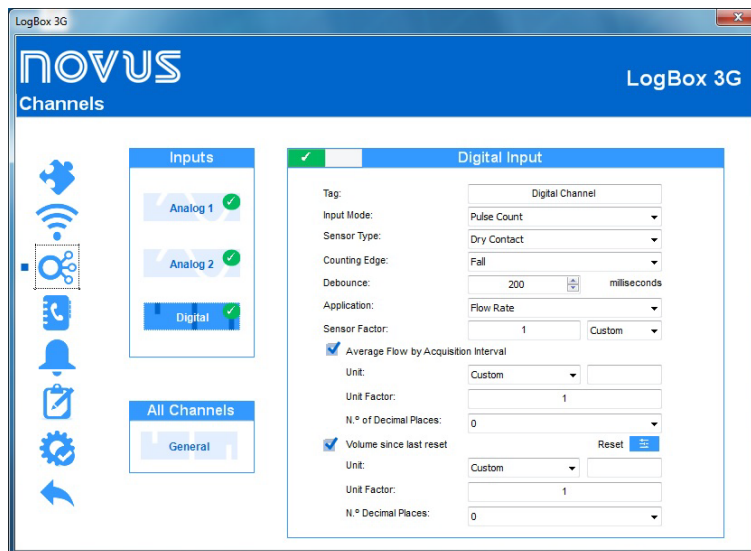 LogBox 3G
NOVUS
LogBox 3G
Channels
Inputs
Analog 1
Analog 2
Digital
All Channels
General
Digital Input
Tag: Digital Channel
Input Mode: Pulse Count
Sensor Type: Dry Contact
Counting Edge: Fall
Debounce: 200 milliseconds
Application: Flow Rate
Sensor Factor: 1 Custom
Average Flow by Acquisition Interval
Unit: Custom
Unit Factor: 1
N.º of Decimal Places: 0
Volume since last reset Reset
Unit: Custom
Unit Factor: 1
N.º Decimal Places: 0